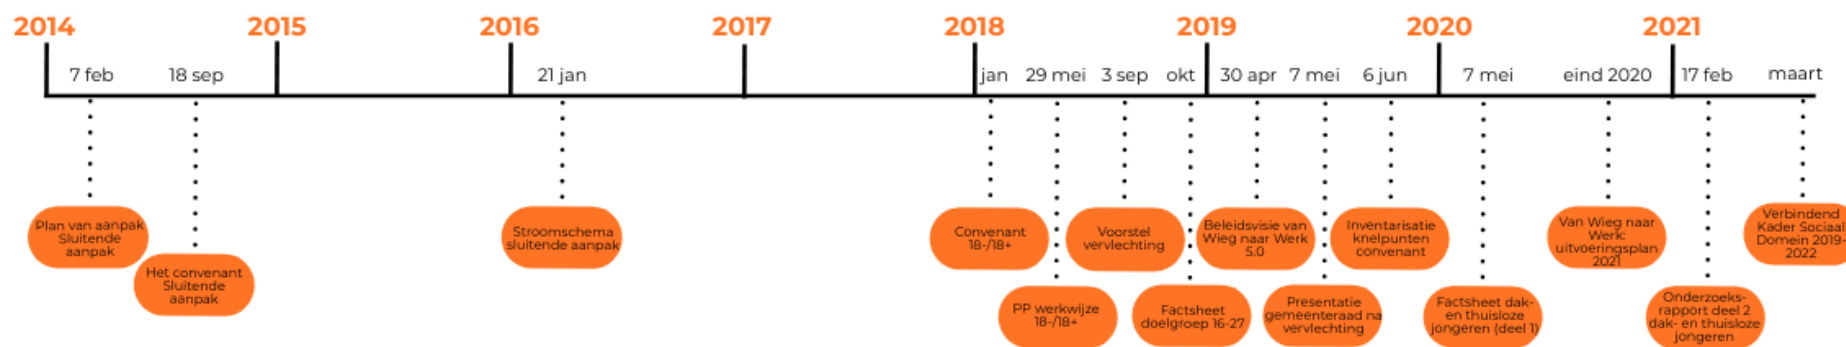 2014 2015 2016 2017 2018 2019 2020 2021
7 feb 18 sep 21 jan jan 29 mei 3 sep okt 30 apr 7 mei 6 jun 7 mei eind 2020 17 feb maart
Plan van aanpak
Sluitende
aanpak
Het convenant
Sluitende
aanpak
Stroomschema
sluitende aanpak
Convenant
18-/18+
PP werkwijze
18-/18+
Voorstel
vervlechting
Factsheet
doelgroep 16-27
Beleidsvisie van
Wieg naar Werk
5.0
Presentatie
gemeenteraad na
vervlechting
Inventarisatie
knelpunten
convenant
Factsheet dak-
en thuisloze
jongeren (deel 1)
Van Wieg naar
Werk:
uitvoeringsplan
2021
Onderzoeks-
rapport deel 2
dak- en thuisloze
jongeren
Verbindend
Kader Sociaal
Domein 2019-
2022